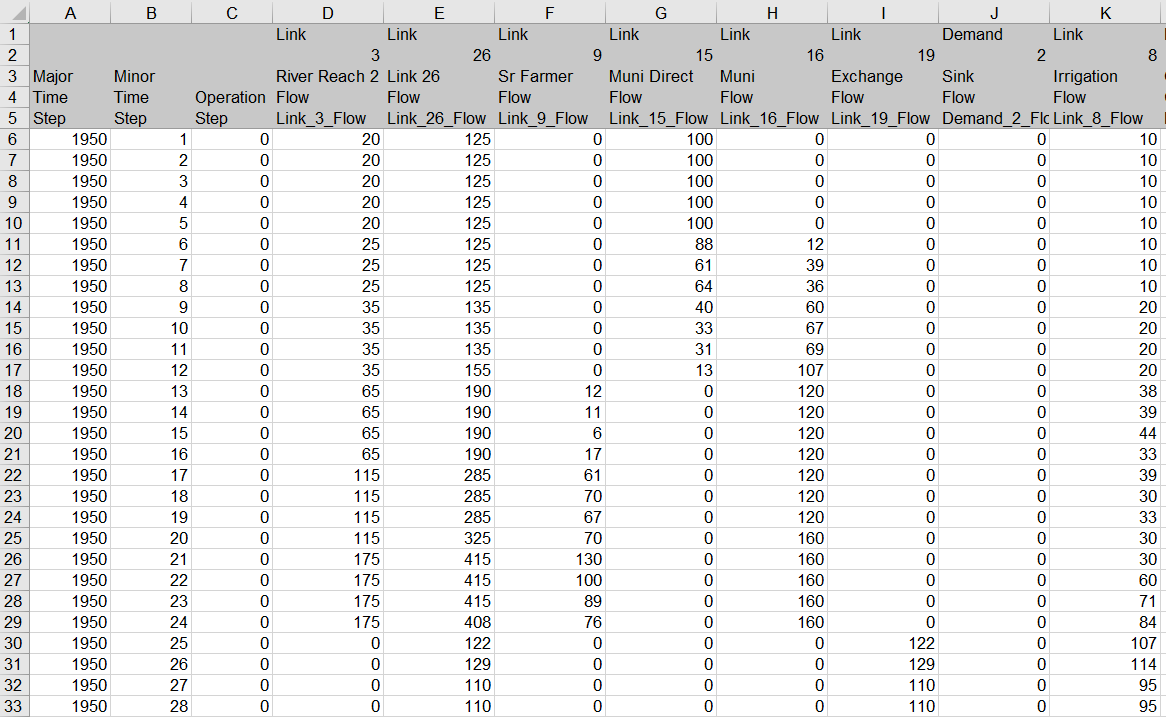 A B C D E F G H I J K
1 Link Link Link Link Link Link Demand Link
2 3 26 9 15 16 19 2 8
3 Major Minor River Reach 2 Link 26 Sr Farmer Muni Direct Muni Exchange Sink Irrigation
4 Time Time Operation Flow Flow Flow Flow Flow Flow Flow Flow
5 Step Step Step Link_3_Flow Link_26_Flow Link_9_Flow Link_15_Flow Link_16_Flow Link_19_Flow Demand_2_Flo Link_8_Flow
6 1950 1 0 20 125 0 100 0 0 0 10
7 1950 2 0 20 125 0 100 0 0 0 10
8 1950 3 0 20 125 0 100 0 0 0 10
9 1950 4 0 20 125 0 100 0 0 0 10
10 1950 5 0 20 125 0 100 0 0 0 10
11 1950 6 0 25 125 0 88 12 0 0 10
12 1950 7 0 25 125 0 61 39 0 0 10
13 1950 8 0 25 125 0 64 36 0 0 10
14 1950 9 0 35 135 0 40 60 0 0 20
15 1950 10 0 35 135 0 33 67 0 0 20
16 1950 11 0 35 135 0 31 69 0 0 20
17 1950 12 0 35 155 0 13 107 0 0 20
18 1950 13 0 65 190 12 0 120 0 0 38
19 1950 14 0 65 190 11 0 120 0 0 39
20 1950 15 0 65 190 6 0 120 0 0 44
21 1950 16 0 65 190 17 0 120 0 0 33
22 1950 17 0 115 285 61 0 120 0 0 39
23 1950 18 0 115 285 70 0 120 0 0 30
24 1950 19 0 115 285 67 0 120 0 0 33
25 1950 20 0 115 325 70 0 160 0 0 30
26 1950 21 0 175 415 130 0 160 0 0 30
27 1950 22 0 175 415 100 0 160 0 0 60
28 1950 23 0 175 415 89 0 160 0 0 71
29 1950 24 0 175 408 76 0 160 0 0 84
30 1950 25 0 0 122 0 0 0 122 0 107
31 1950 26 0 0 129 0 0 0 129 0 114
32 1950 27 0 0 110 0 0 0 110 0 95
33 1950 28 0 0 110 0 0 0 110 0 95